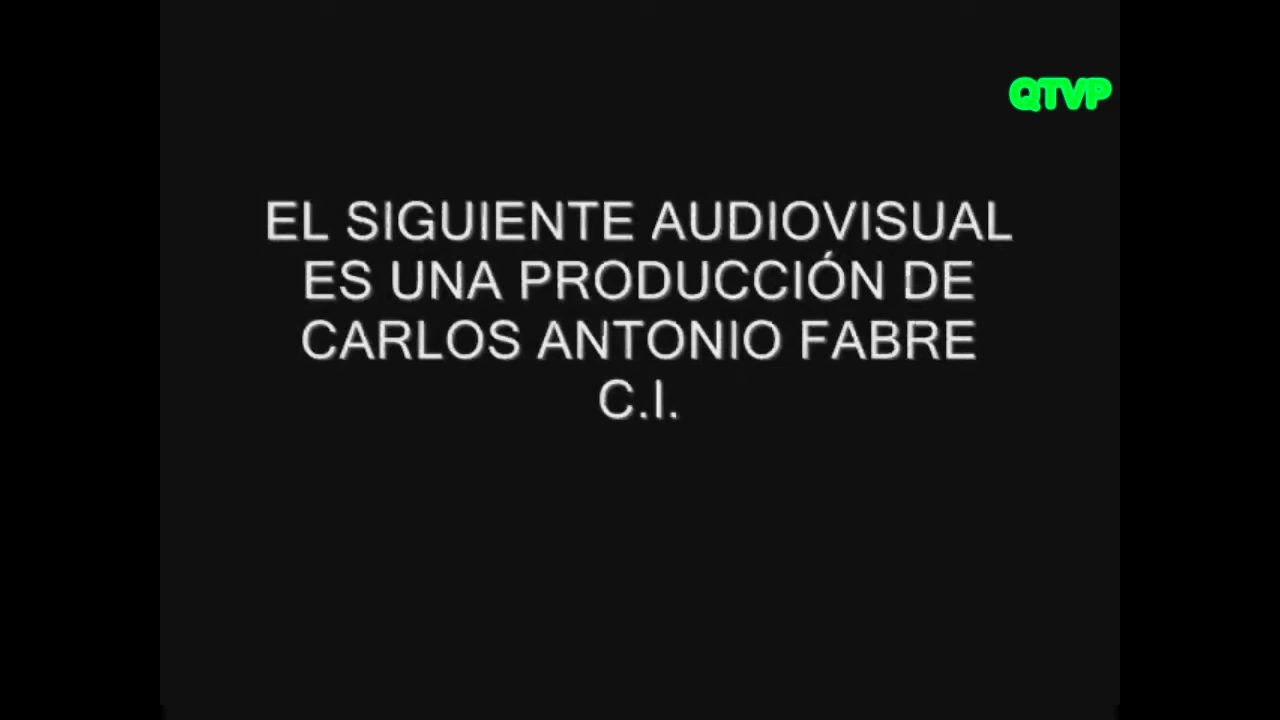 QTVP
EL SIGUIENTE AUDIOVISUAL
ES UNA PRODUCCIÓN DE
CARLOS ANTONIO FABRE
C.I.